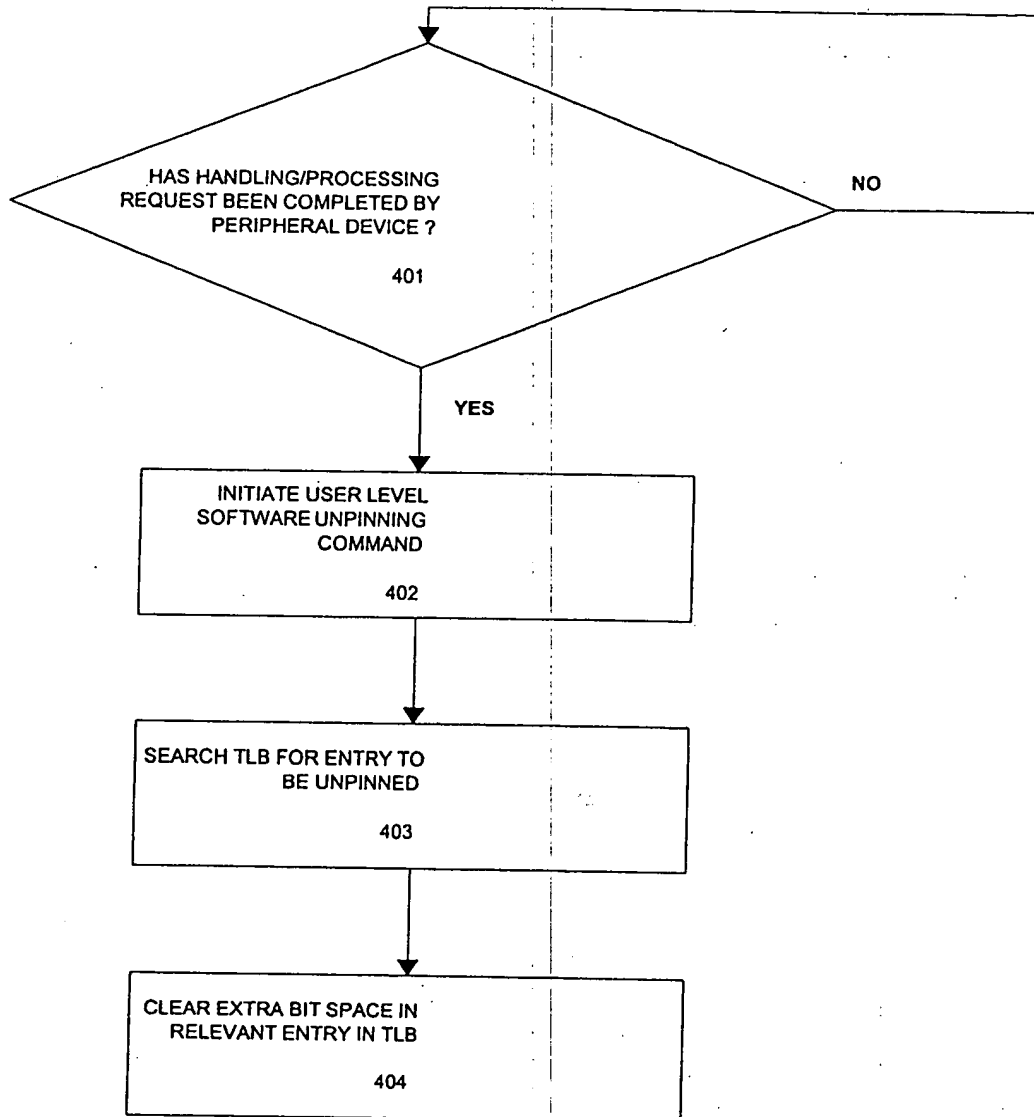 HAS HANDLING/PROCESSING
REQUEST BEEN COMPLETED BY
PERIPHERAL DEVICE ?
401
NO
YES
INITIATE USER LEVEL
SOFTWARE UNPINNING
COMMAND
402
SEARCH TLB FOR ENTRY TO
BE UNPINNED
403
CLEAR EXTRA BIT SPACE IN
RELEVANT ENTRY IN TLB
404